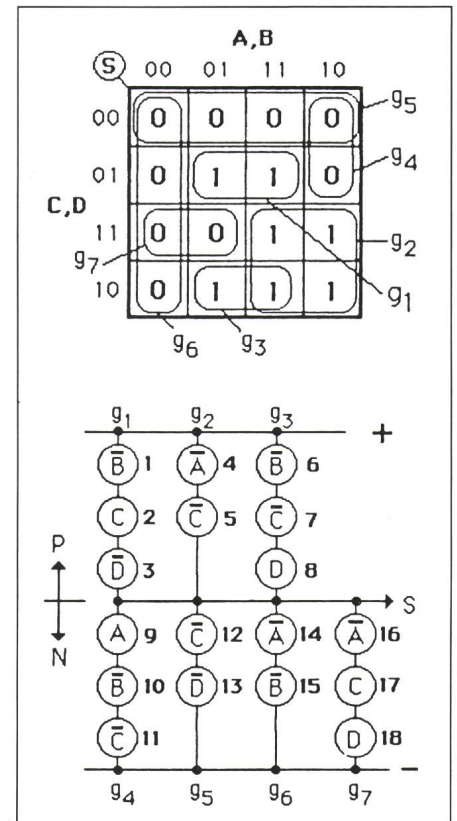 A,B
S 00 01 11 10
00 0 0 0 0 g5
01 0 1 1 0 g4
C,D
11 0 0 1 1 g2
g7
10 0 1 1 1 g1
g6 g3
g1 g2 g3
+
B̅ 1 A̅ 4 B̅ 6
C 2 C̅ 5 C̅ 7
P D̅ 3 D 8
S
N A 9 C̅ 12 A̅ 14 A̅ 16
B̅ 10 D̅ 13 B̅ 15 C 17
C̅ 11 D 18
–
g4 g5 g6 g7